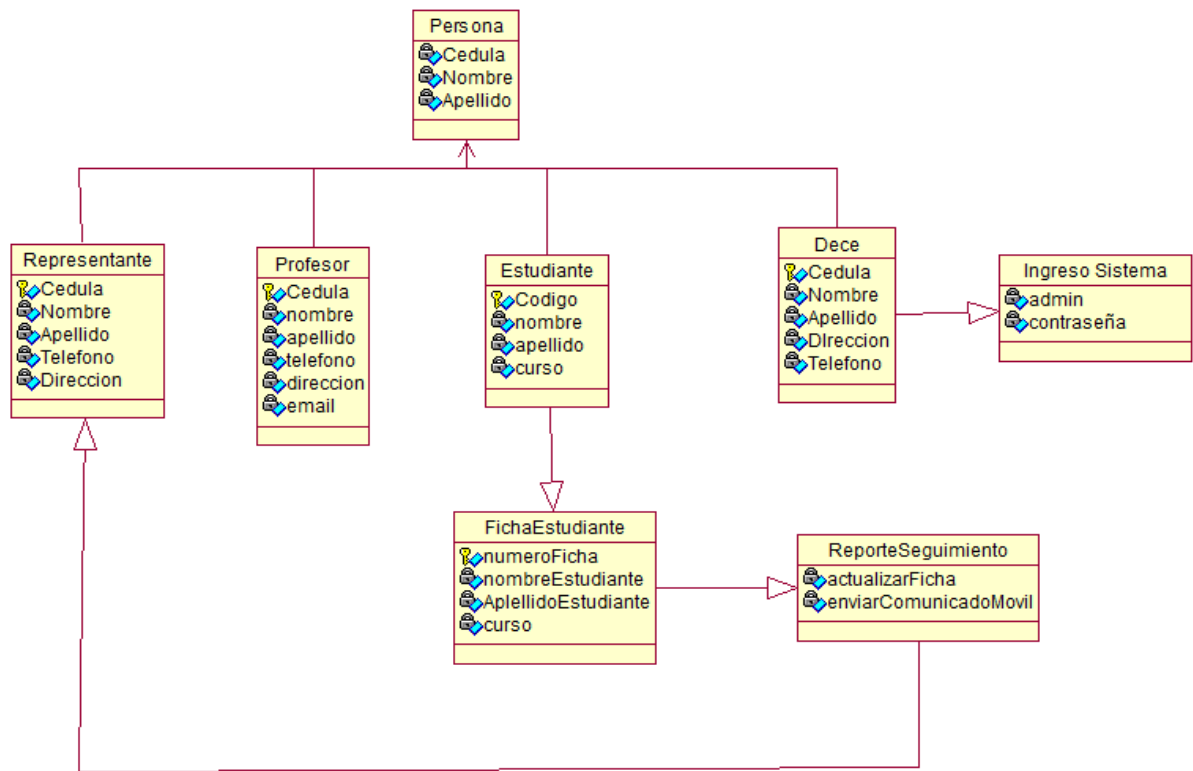 Persona
Cedula
Nombre
Apellido
Representante
Cedula
Nombre
Apellido
Telefono
Direccion
Profesor
Cedula
nombre
apellido
telefono
direccion
email
Estudiante
Codigo
nombre
apellido
curso
Dece
Cedula
Nombre
Apellido
DIreccion
Telefono
Ingreso Sistema
admin
contraseña
FichaEstudiante
numeroFicha
nombreEstudiante
AplellidoEstudiante
curso
ReporteSeguimiento
actualizarFicha
enviarComunicadoMovil